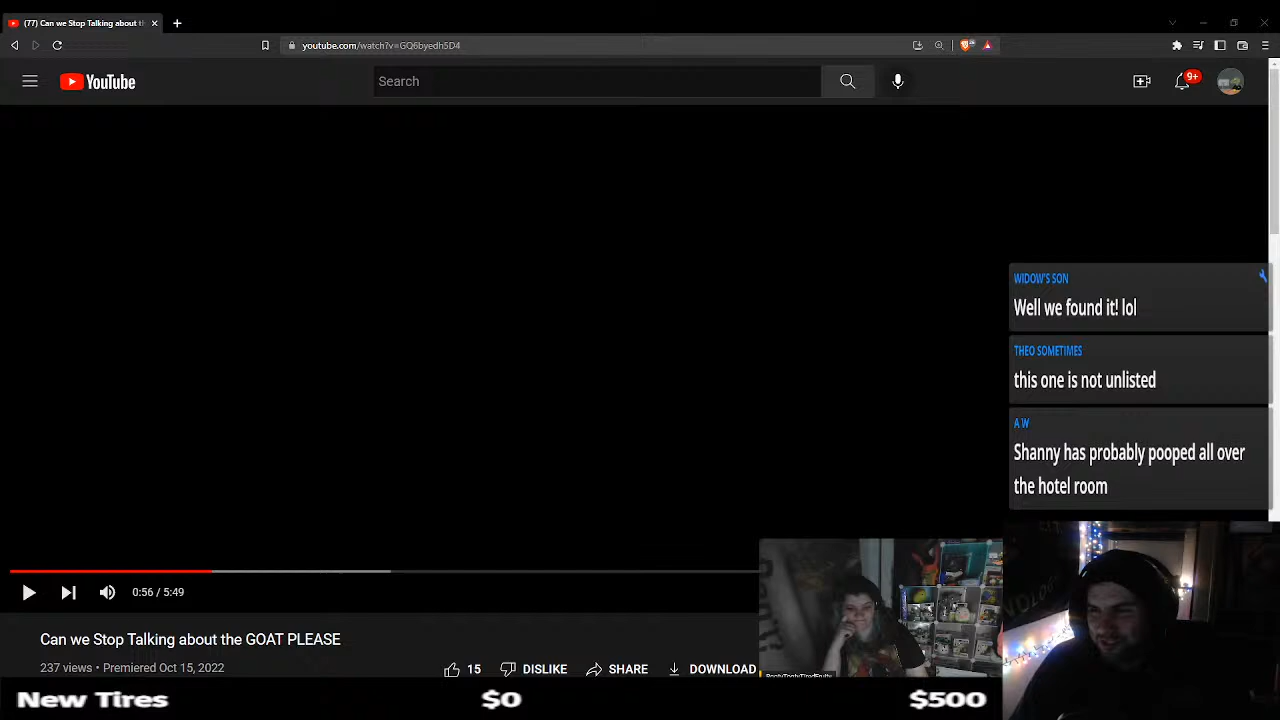 (77) Can we Stop Talking about th
youtube.com/watch?v=GQ6byedh5D4
YouTube
Search
9+
WIDOW'S SON
Well we found it! lol
THEO SOMETIMES
this one is not unlisted
A W
Shanny has probably pooped all over
the hotel room
0:56 / 5:49
Can we Stop Talking about the GOAT PLEASE
237 views • Premiered Oct 15, 2022
15
DISLIKE
SHARE
DOWNLOAD
New Tires
$0
$500